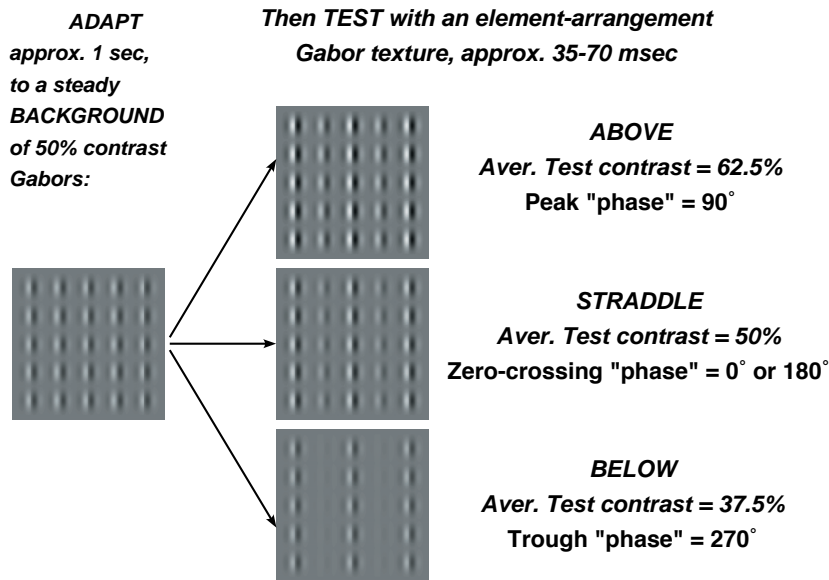 ADAPT
approx. 1 sec,
to a steady
BACKGROUND
of 50% contrast
Gabors:
Then TEST with an element-arrangement
Gabor texture, approx. 35-70 msec
ABOVE
Aver. Test contrast = 62.5%
Peak "phase" = 90°
STRADDLE
Aver. Test contrast = 50%
Zero-crossing "phase" = 0° or 180°
BELOW
Aver. Test contrast = 37.5%
Trough "phase" = 270°